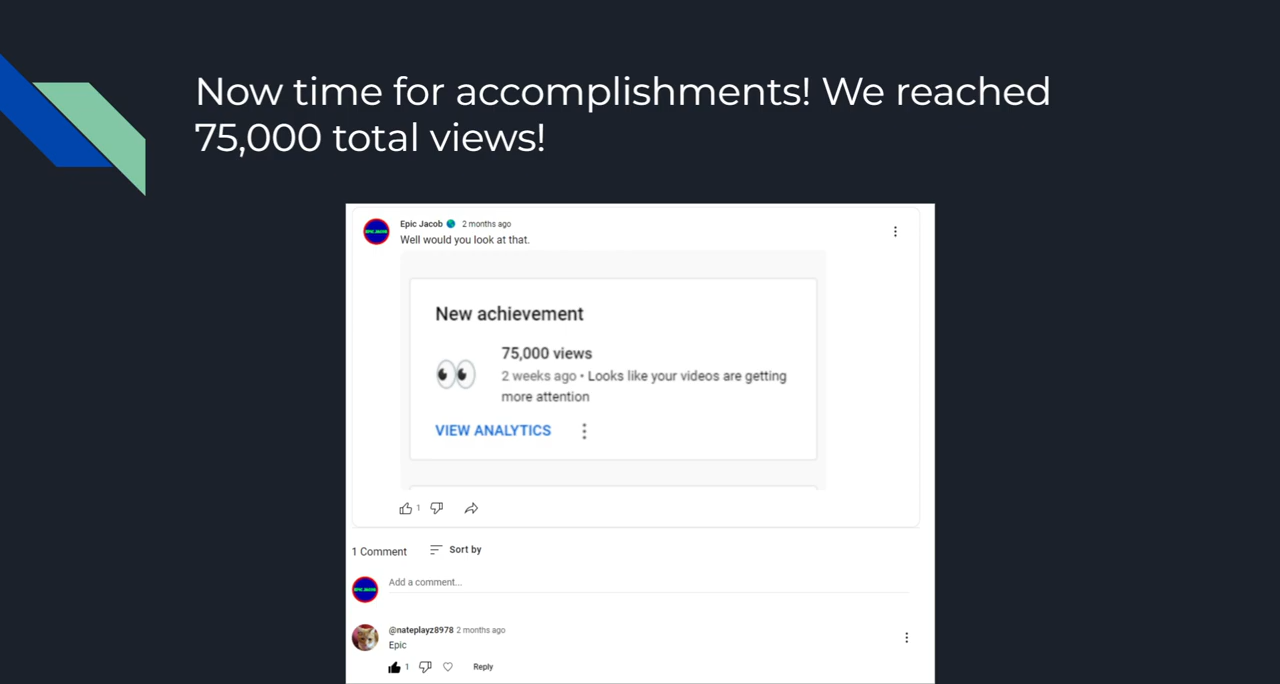 Now time for accomplishments! We reached
75,000 total views!
Epic Jacob 2 months ago
Well would you look at that.
New achievement
75,000 views
2 weeks ago • Looks like your videos are getting
more attention
VIEW ANALYTICS
1
1 Comment Sort by
EPIC JACOB Add a comment...
@nateplayz8978 2 months ago
Epic
1 Reply